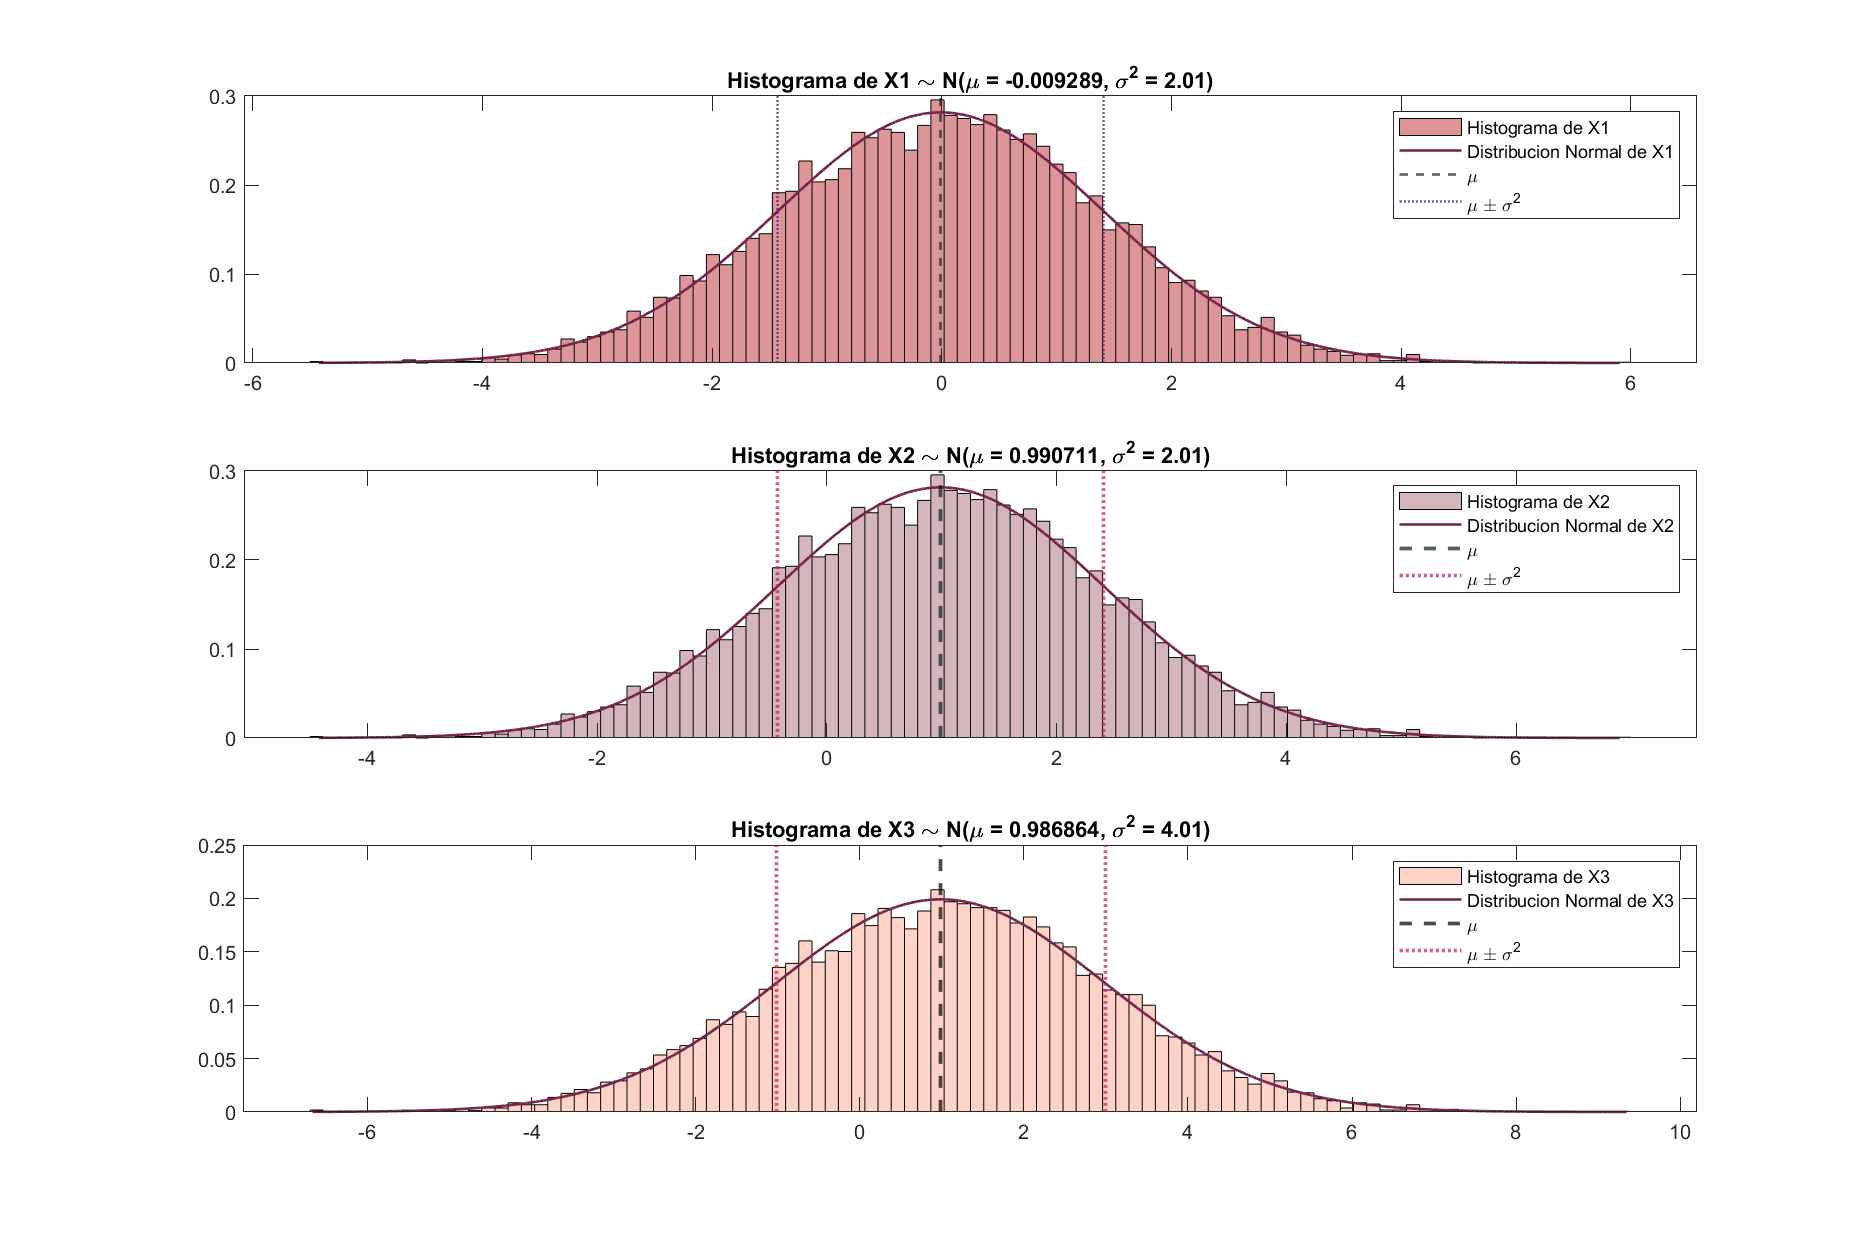 Histograma de X1 ∼ N(μ = -0.009289, σ² = 2.01)
0.3
0.2
0.1
0
-6 -4 -2 0 2 4 6
Histograma de X1
Distribucion Normal de X1
μ
μ ± σ²
Histograma de X2 ∼ N(μ = 0.990711, σ² = 2.01)
0.3
0.2
0.1
0
-4 -2 0 2 4 6
Histograma de X2
Distribucion Normal de X2
μ
μ ± σ²
Histograma de X3 ∼ N(μ = 0.986864, σ² = 4.01)
0.25
0.2
0.15
0.1
0.05
0
-6 -4 -2 0 2 4 6 8 10
Histograma de X3
Distribucion Normal de X3
μ
μ ± σ²